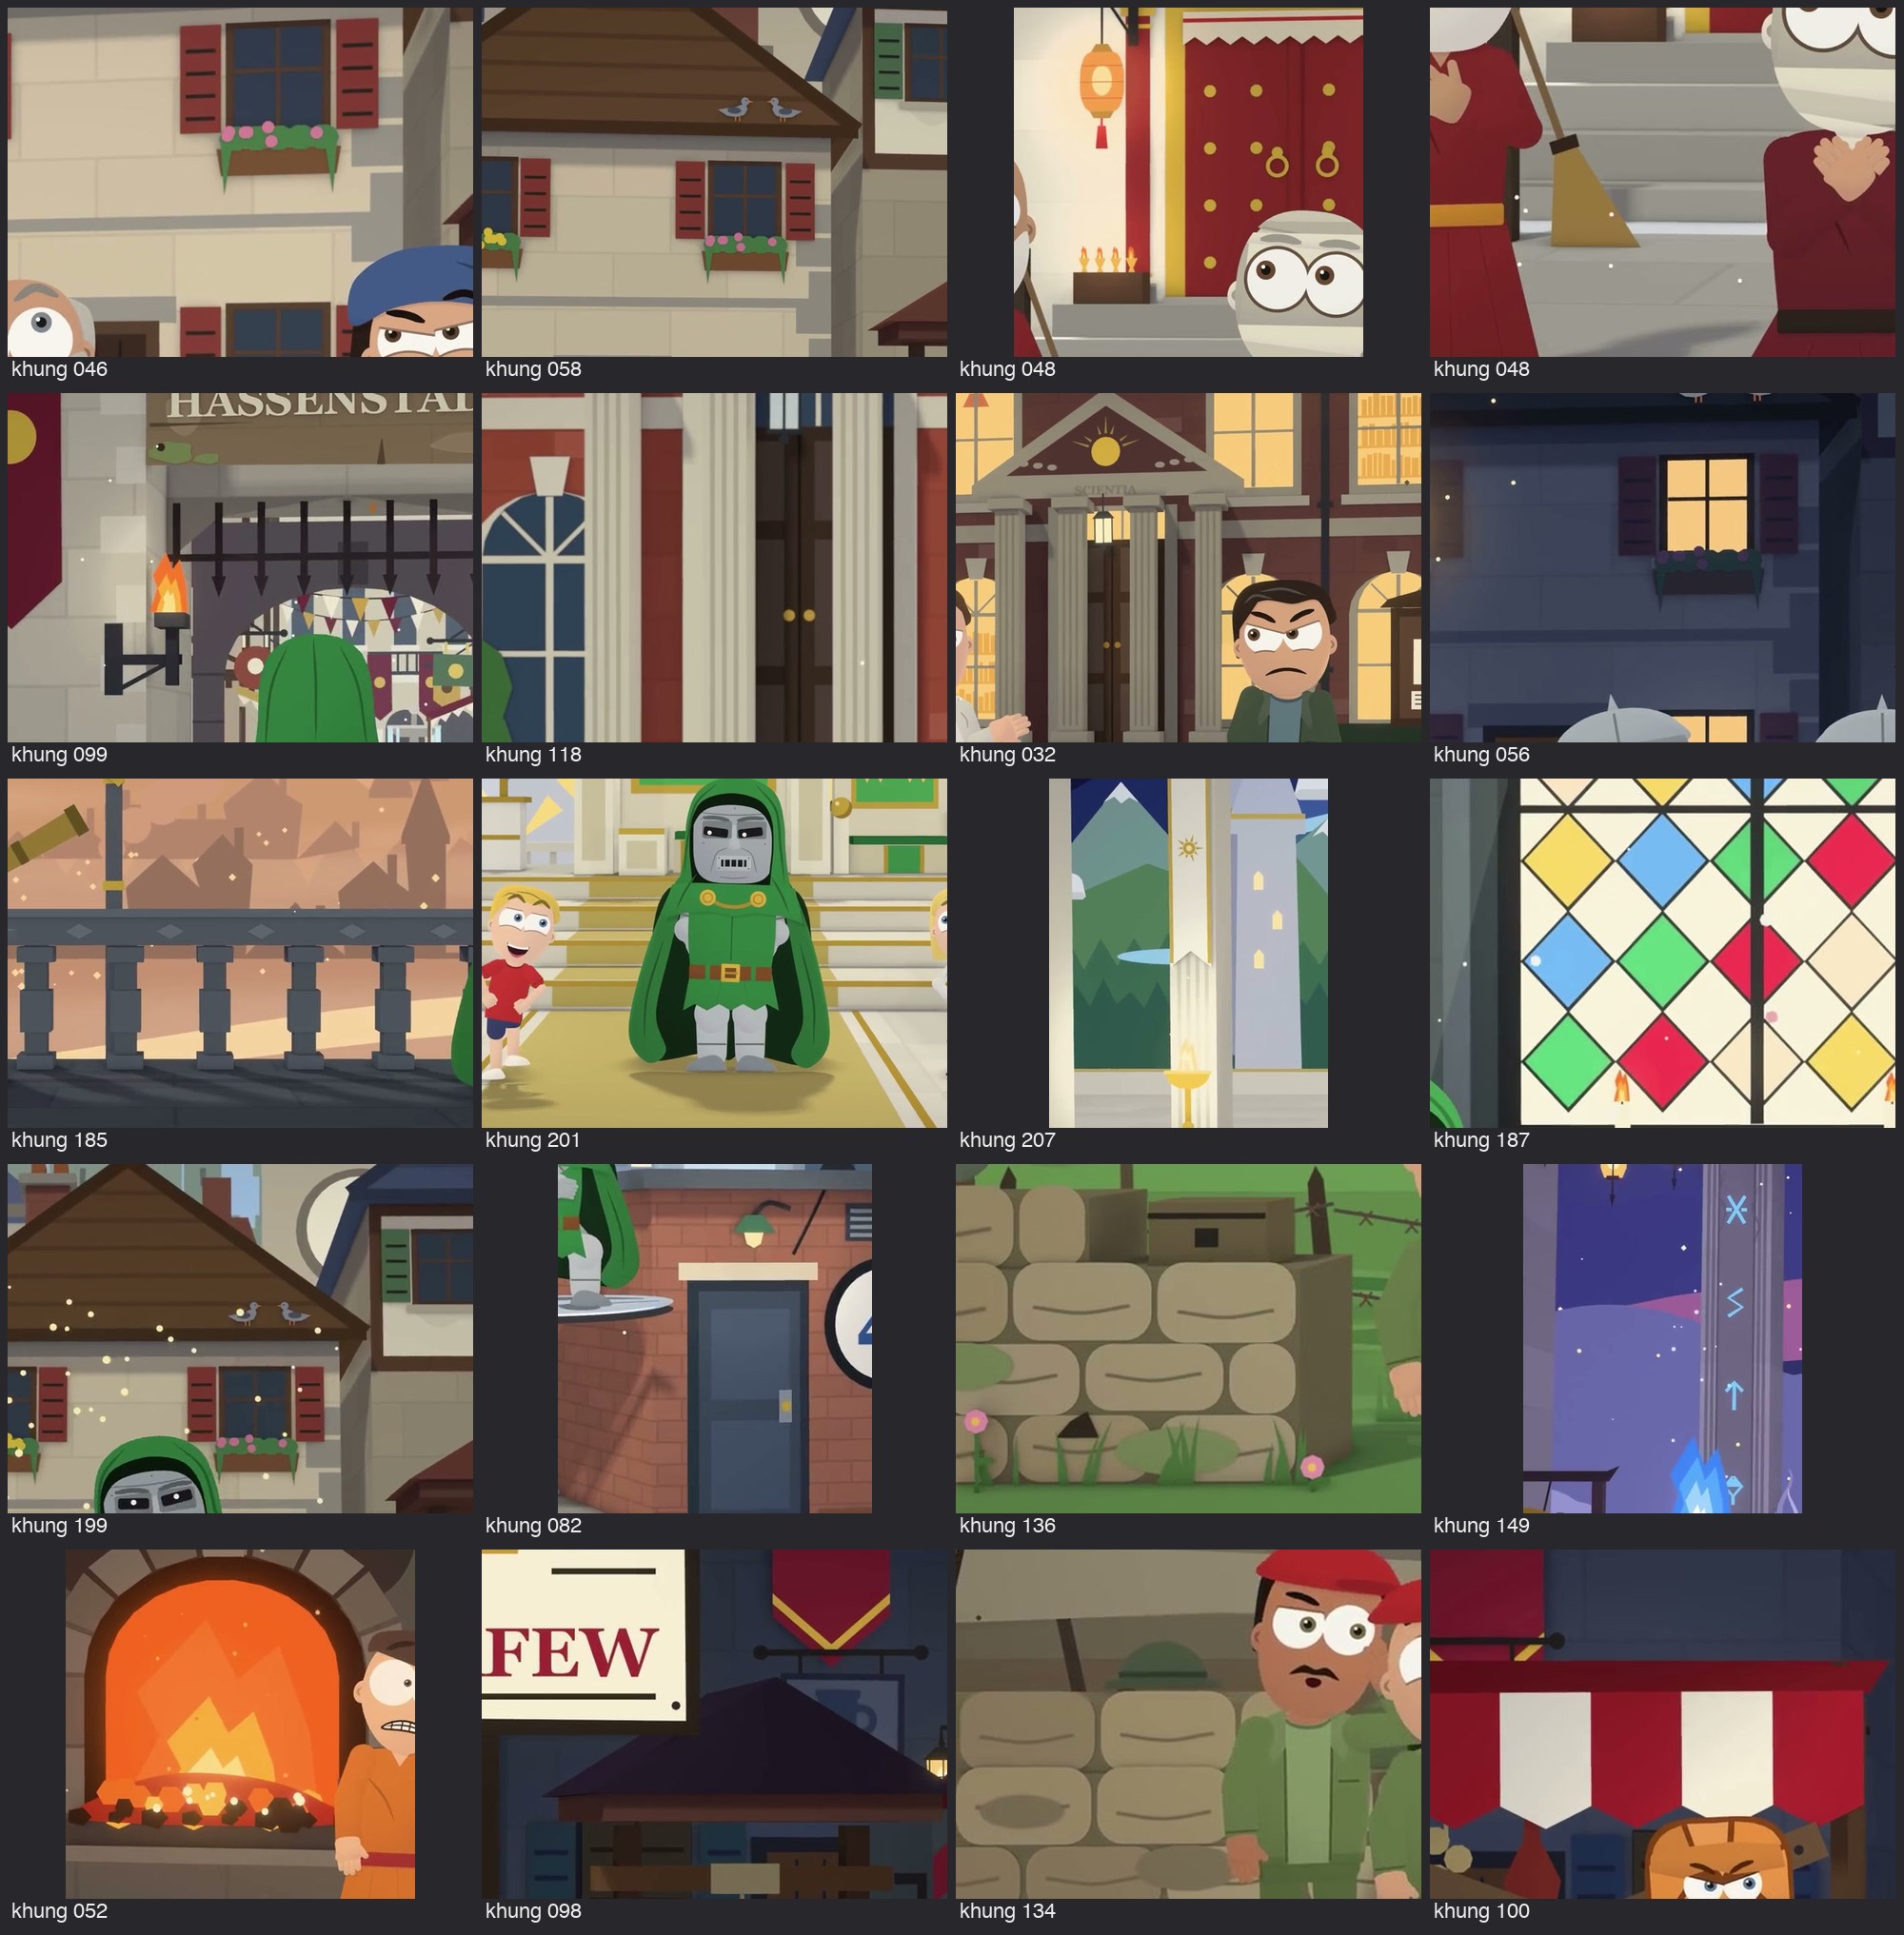 khung 046
khung 058
khung 048
khung 048
HASSENSTAD
SCIENTIA
khung 099
khung 118
khung 032
khung 056
khung 185
khung 201
khung 207
khung 187
khung 199
khung 082
khung 136
khung 149
FEW
khung 052
khung 098
khung 134
khung 100